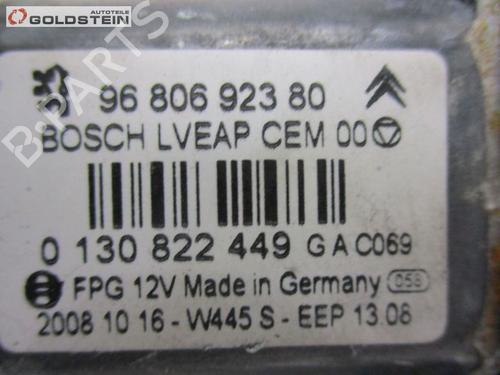 AUTOTEILE
GOLDSTEIN
B-PARTS
96 806 923 80
BOSCH LVEAP CEM 00
0 130 822 449 GA C069
FPG 12V Made in Germany 058
2008 10 16 - W445 S - EEP 13.08